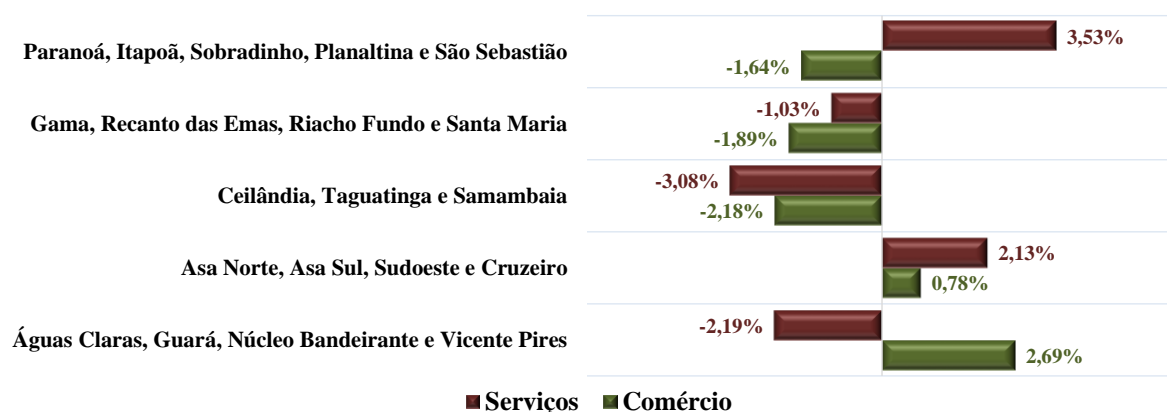 3,53%
Paranoá, Itapoã, Sobradinho, Planaltina e São Sebastião
-1,64%
-1,03%
Gama, Recanto das Emas, Riacho Fundo e Santa Maria
-1,89%
-3,08%
Ceilândia, Taguatinga e Samambaia
-2,18%
2,13%
Asa Norte, Asa Sul, Sudoeste e Cruzeiro
0,78%
-2,19%
Águas Claras, Guará, Núcleo Bandeirante e Vicente Pires
2,69%
Serviços Comércio